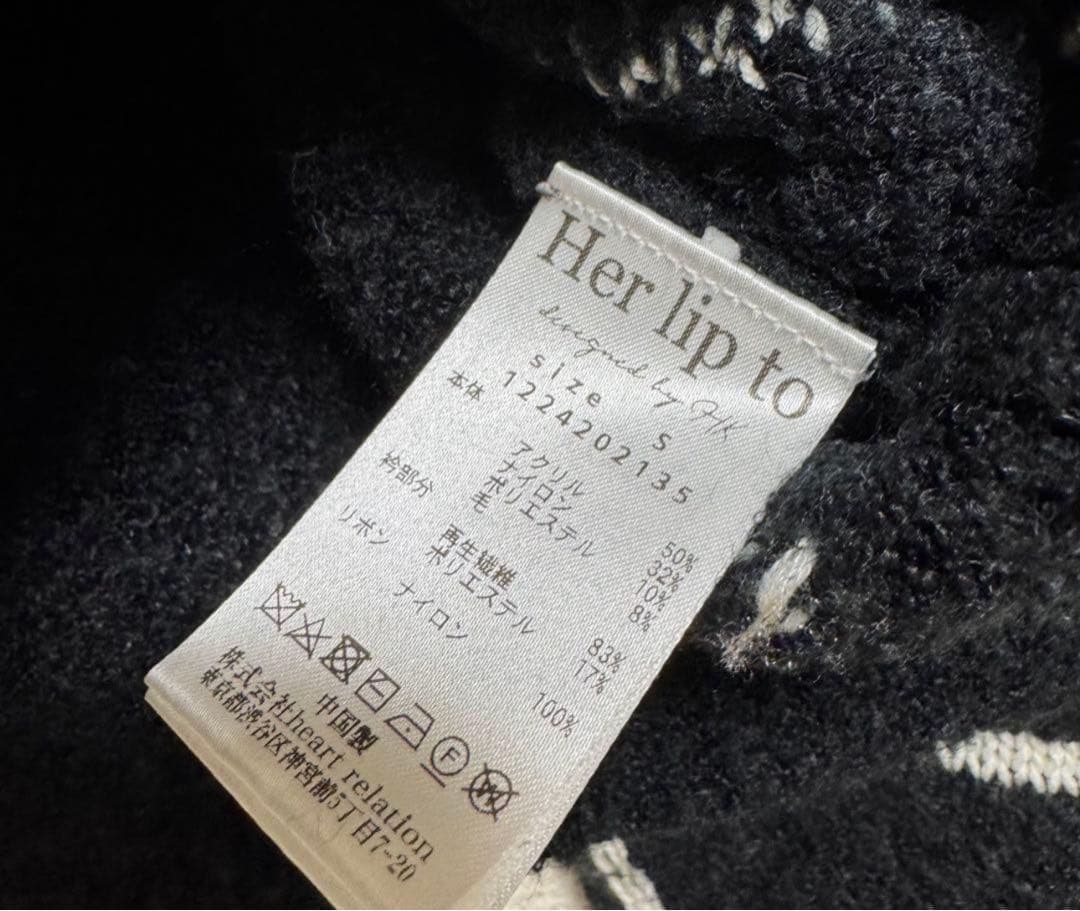 Her lip to
designed by HK
size S
1224202135
本体 アクリル 50%
ナイロン 32%
ポリエステル 10%
毛 8%
衿部分 再生繊維 83%
ポリエステル 17%
リボン ナイロン 100%
F
W
中国製
株式会社heart relation
東京都渋谷区神宮前5丁目7-20